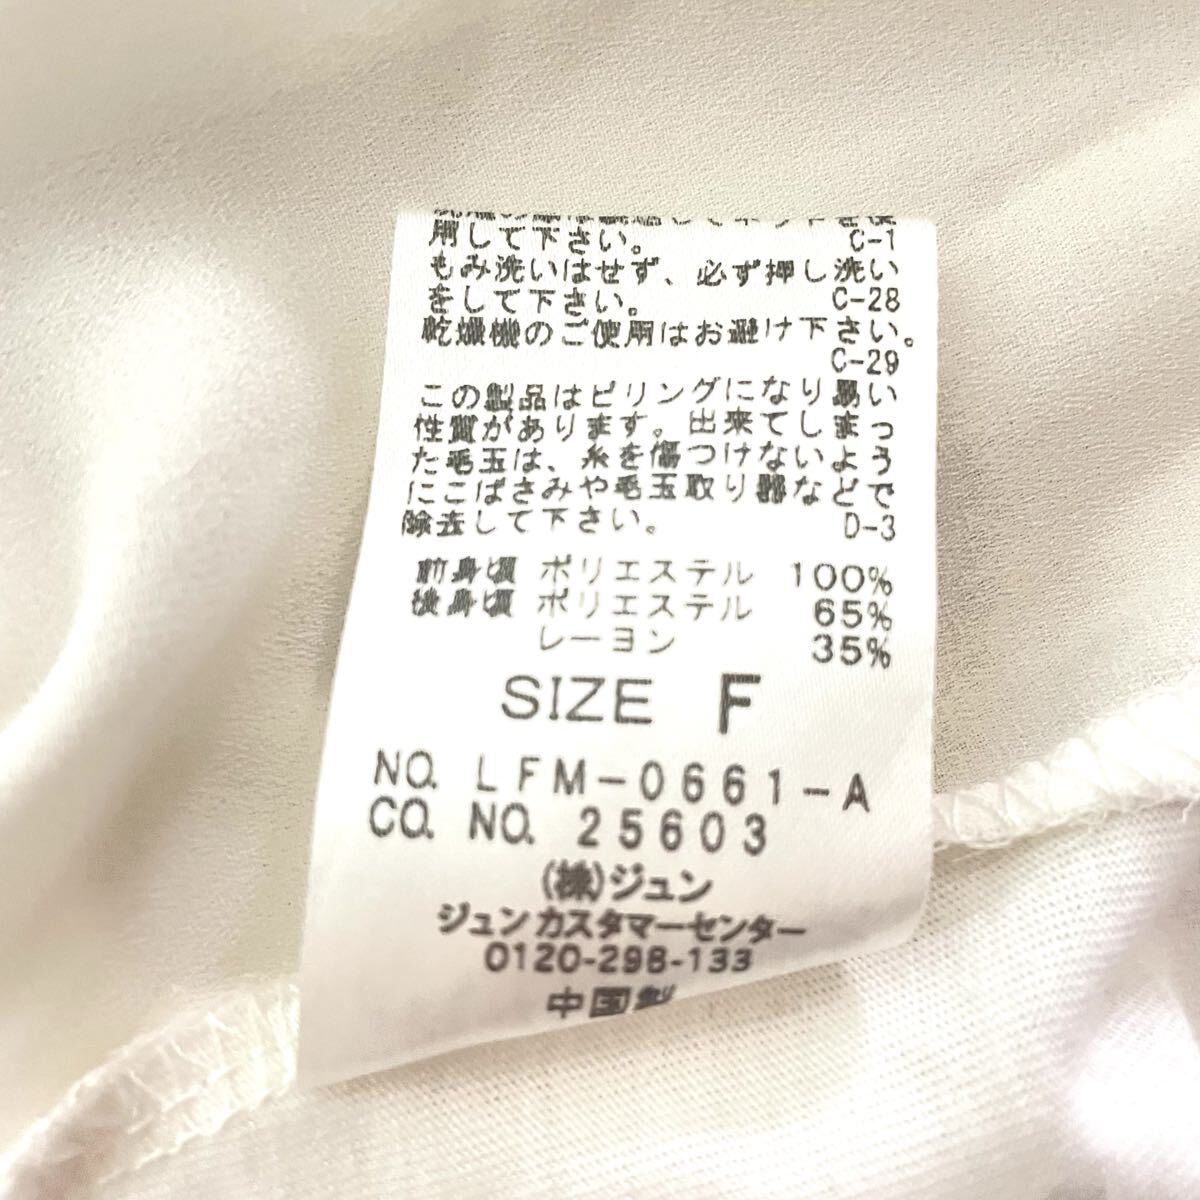 用して下さい。 C-1
もみ洗いはせず、必ず押し洗い
をして下さい。 C-28
乾燥機のご使用はお避け下さい。
C-29
この製品はピリングになり易い
性質があります。出来てしまっ
た毛玉は、糸を傷つけないよう
にこばさみや毛玉取り器などで
除去して下さい。 D-3
前身頃 ポリエステル 100%
後身頃 ポリエステル 65%
レーヨン 35%
SIZE F
NO. LFM-0661-A
CO. NO. 25603
(株)ジュン
ジュンカスタマーセンター
0120-298-133
中国製